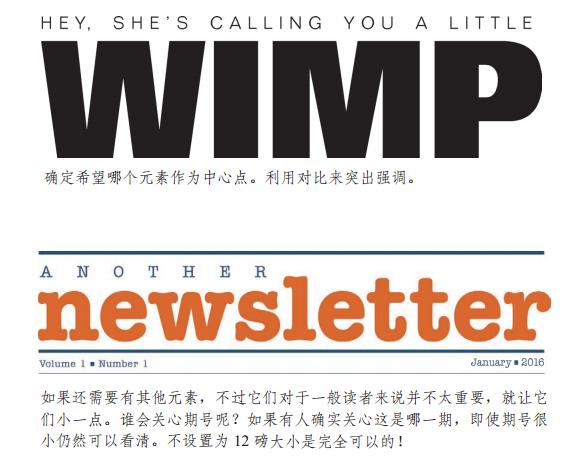 HEY, SHE'S CALLING YOU A LITTLE
WIMP
确定希望哪个元素作为中心点。利用对比来突出强调。
ANOTHER
newsletter
Volume 1 ■ Number 1 January ■ 2016
如果还需要有其他元素，不过它们对于一般读者来说并不太重要，就让它
们小一点。谁会关心期号呢？如果有人确实关心这是哪一期，即使期号很
小仍然可以看清。不设置为 12 磅大小是完全可以的！